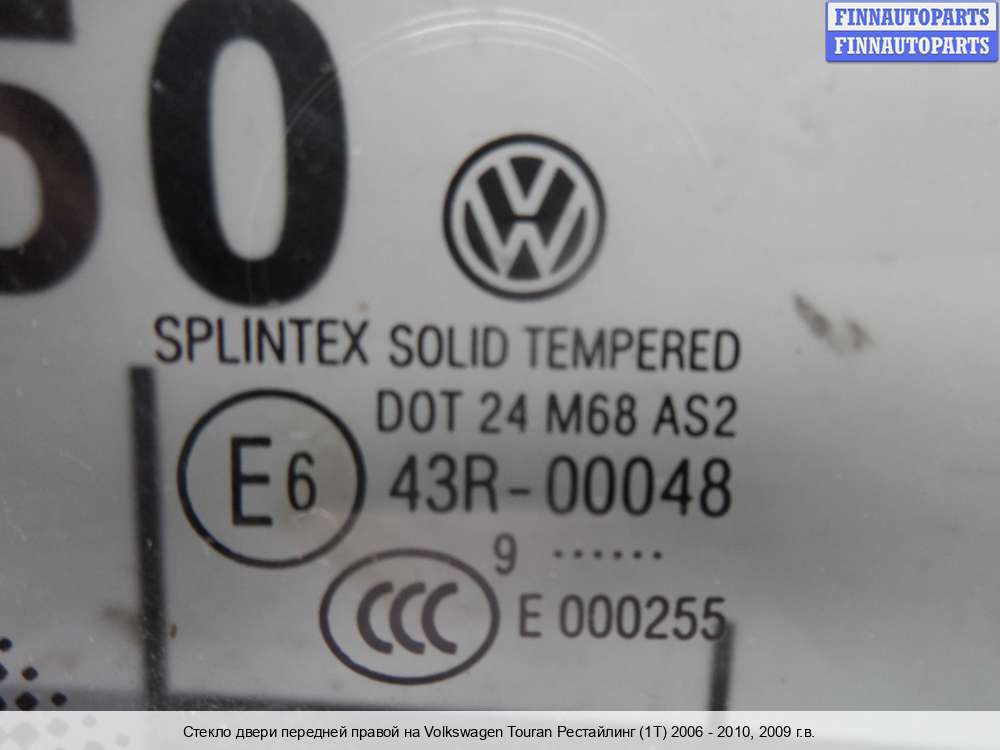 FINNAUTOPARTS
FINNAUTOPARTS
50
SPLINTEX SOLID TEMPERED
DOT 24 M68 AS2
E6 43R-00048
9 ......
CCC E 000255
Стекло двери передней правой на Volkswagen Touran Рестайлинг (1T) 2006 - 2010, 2009 г.в.